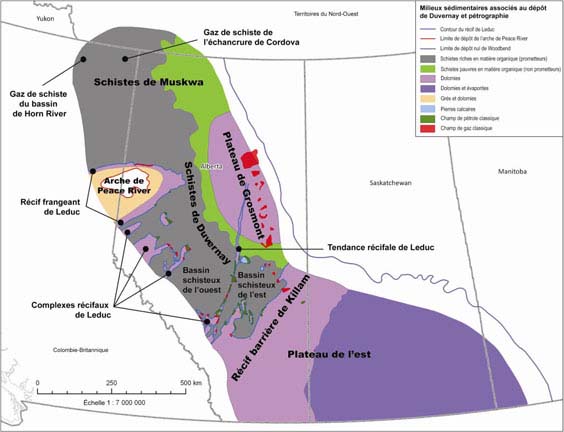 Yukon
Territoires du Nord-Ouest
Gaz de schiste de
l'échancrure de Cordova
Schistes de Muskwa
Gaz de schiste
du bassin
de Horn River
Plateau de Grosmont
Alberta
Saskatchewan
Manitoba
Arche de
Peace River
Schistes de Duvernay
Récif frangeant
de Leduc
Tendance récifale de Leduc
Bassin
schisteux
de l'ouest
Bassin
schisteux
de l'est
Complexes récifaux
de Leduc
Récif barrière de Killam
Plateau de l'est
Colombie-Britannique
0
250
500
km
Échelle 1 : 7 000 000
Milieux sédimentaires associés au dépôt
de Duvernay et pétrographie
Contour du récif de Leduc
Limite de dépôt de l'arche de Peace River
Limite de dépôt nul de Woodbend
Schistes riches en matière organique (prometteurs)
Schistes pauvres en matière organique (non prometteurs)
Dolomies
Dolomies et évaporites
Grès et dolomies
Pierres calcaires
Champ de pétrole classique
Champ de gaz classique